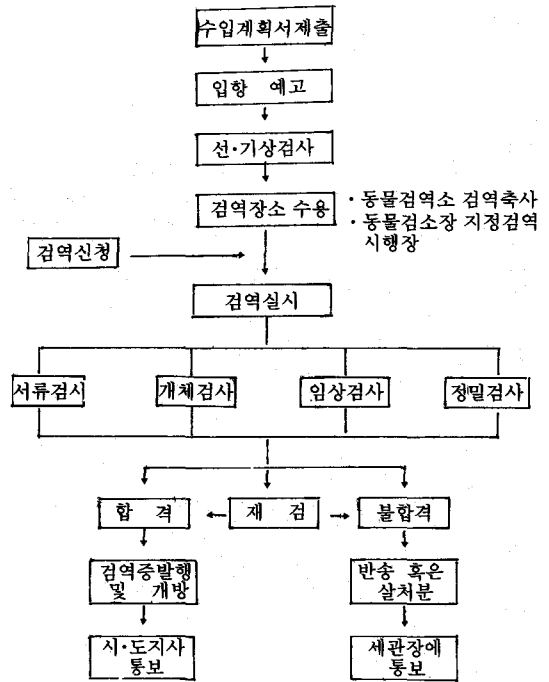 수입계획서제출
입항 예고
선·기상검사
검역장소 수용
· 동물검역소 검역축사
· 동물검소장 지정검역
시행장
검역신청
검역실시
서류검시
개체검사
임상검사
정밀검사
합 격
재 검
불합격
검역중발행
및 개방
반송 혹은
살처분
시·도지사
통보
세관장에
통보